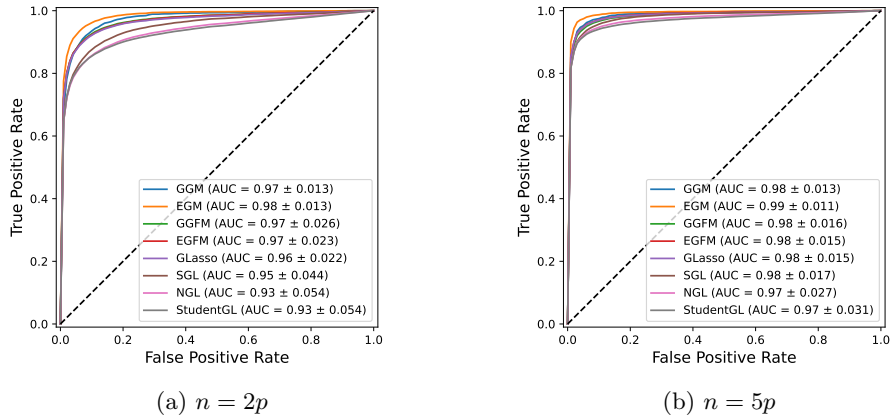 1.0
0.8
0.6
0.4
0.2
0.0
True Positive Rate
GGM (AUC = 0.97 ± 0.013)
EGM (AUC = 0.98 ± 0.013)
GGFM (AUC = 0.97 ± 0.026)
EGFM (AUC = 0.97 ± 0.023)
GLasso (AUC = 0.96 ± 0.022)
SGL (AUC = 0.95 ± 0.044)
NGL (AUC = 0.93 ± 0.054)
StudentGL (AUC = 0.93 ± 0.054)
0.0 0.2 0.4 0.6 0.8 1.0
False Positive Rate
(a) n = 2p
1.0
0.8
0.6
0.4
0.2
0.0
True Positive Rate
GGM (AUC = 0.98 ± 0.013)
EGM (AUC = 0.99 ± 0.011)
GGFM (AUC = 0.98 ± 0.016)
EGFM (AUC = 0.98 ± 0.015)
GLasso (AUC = 0.98 ± 0.015)
SGL (AUC = 0.98 ± 0.017)
NGL (AUC = 0.97 ± 0.027)
StudentGL (AUC = 0.97 ± 0.031)
0.0 0.2 0.4 0.6 0.8 1.0
False Positive Rate
(b) n = 5p